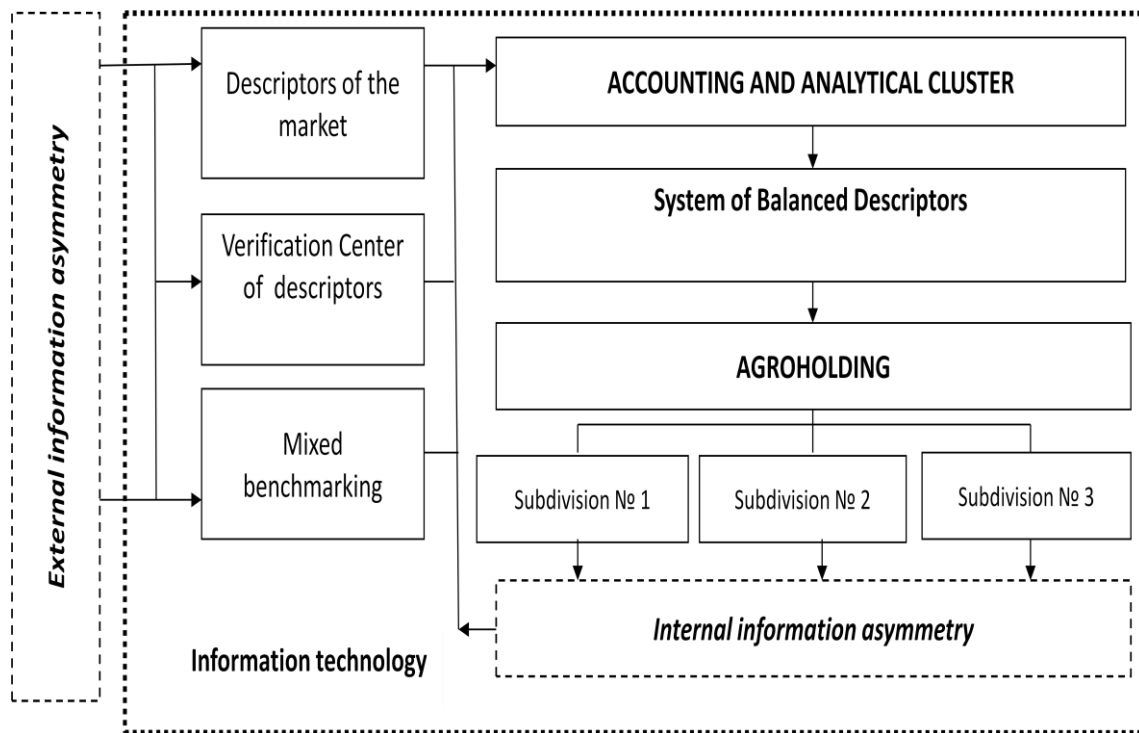 External information asymmetry
Descriptors of the
market
Verification Center
of descriptors
Mixed
benchmarking
Information technology
ACCOUNTING AND ANALYTICAL CLUSTER
System of Balanced Descriptors
AGROHOLDING
Subdivision № 1
Subdivision № 2
Subdivision № 3
Internal information asymmetry